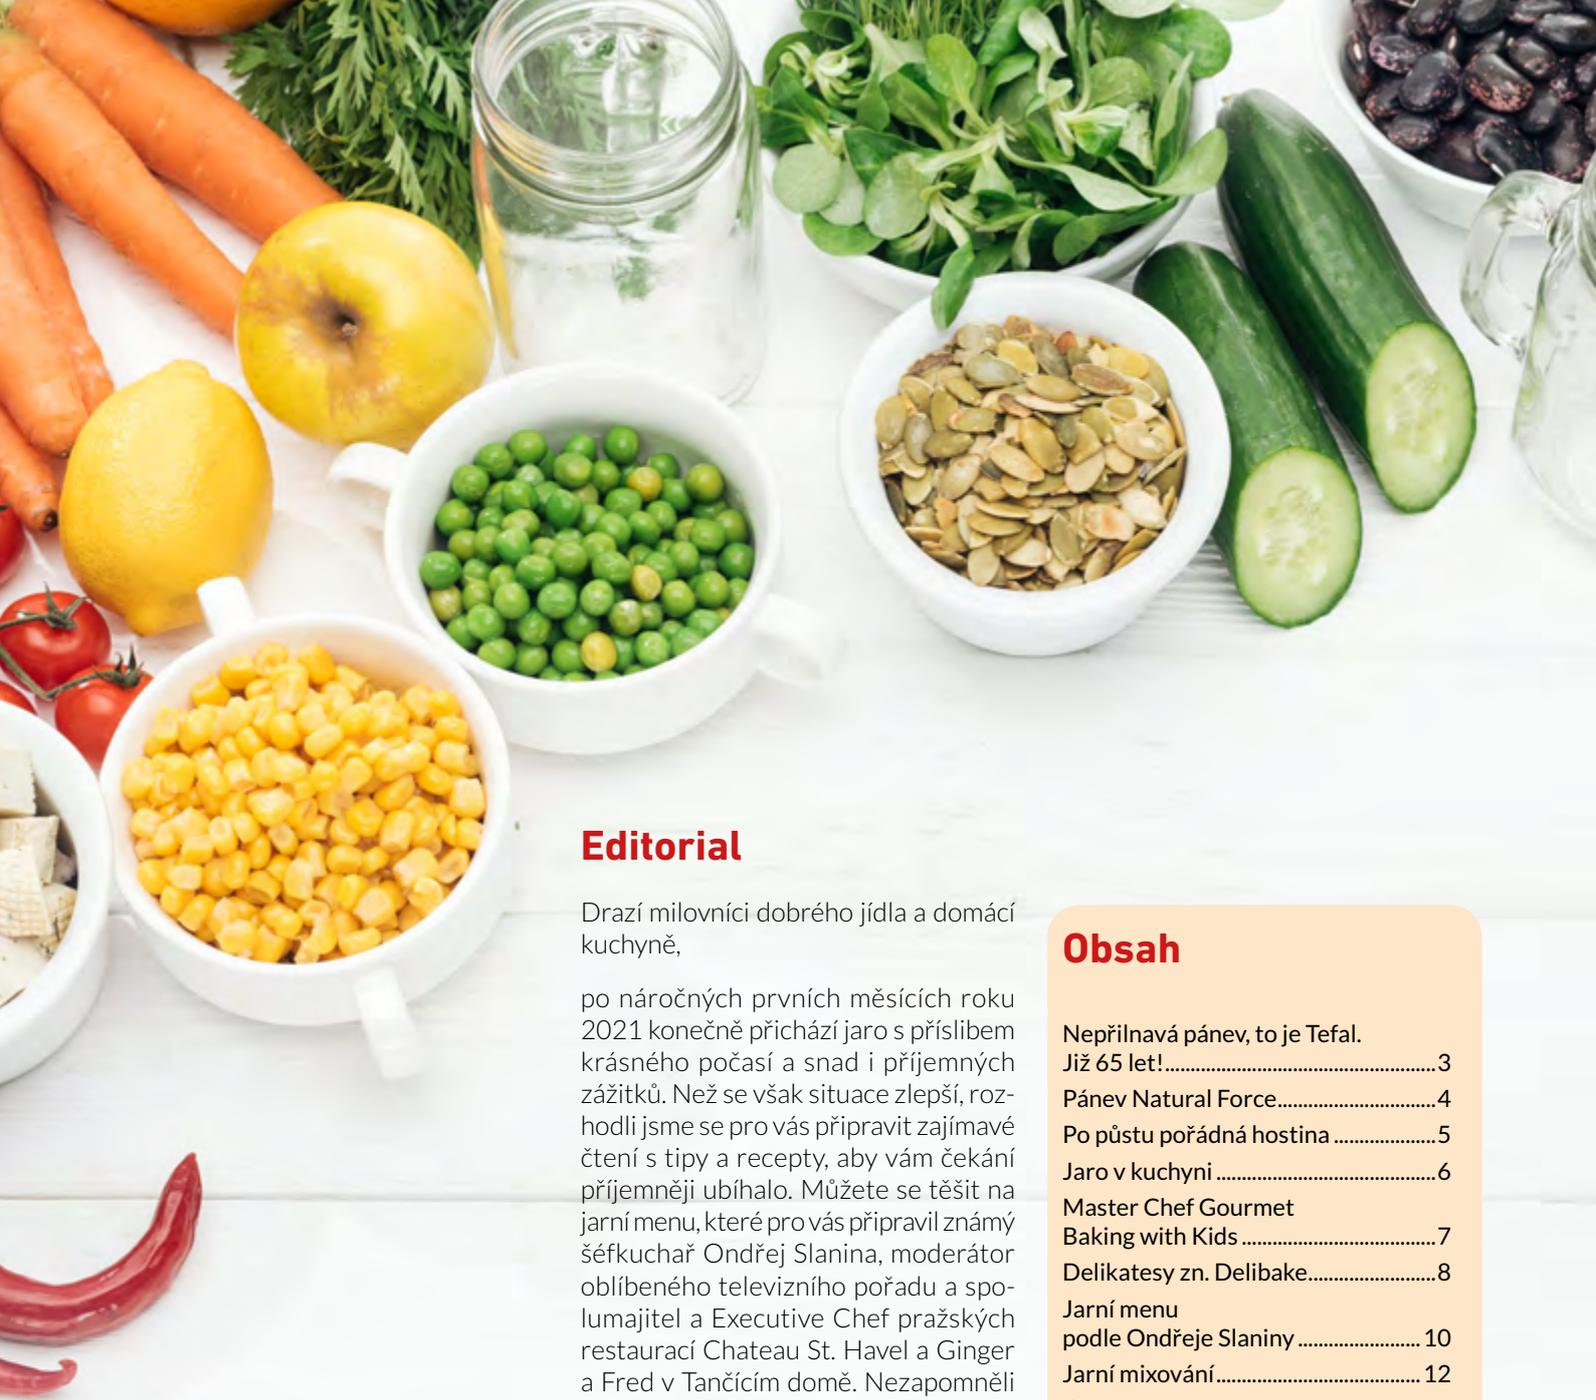 Editorial
Drazí milovníci dobrého jídla a domácí
kuchyně,
po náročných prvních měsících roku
2021 konečně přichází jaro s příslibem
krásného počasí a snad i příjemných
zážitků. Než se však situace zlepší, roz-
hodli jsme se pro vás připravit zajímavé
čtení s tipy a recepty, aby vám čekání
příjemněji ubíhalo. Můžete se těšit na
jarní menu, které pro vás připravil známý
šéfkuchař Ondřej Slanina, moderátor
oblíbeného televizního pořadu a spo-
lumajitel a Executive Chef pražských
restaurací Chateau St. Havel a Ginger
a Fred v Tančícím domě. Nezapomněli
Obsah
Nepřilnavá pánev, to je Tefal.
Již 65 let!.............................................3
Pánev Natural Force..........................4
Po půstu pořádná hostina .................5
Jaro v kuchyni ....................................6
Master Chef Gourmet
Baking with Kids ................................7
Delikatesy zn. Delibake.....................8
Jarní menu
podle Ondřeje Slaniny .................... 10
Jarní mixování.................................. 12